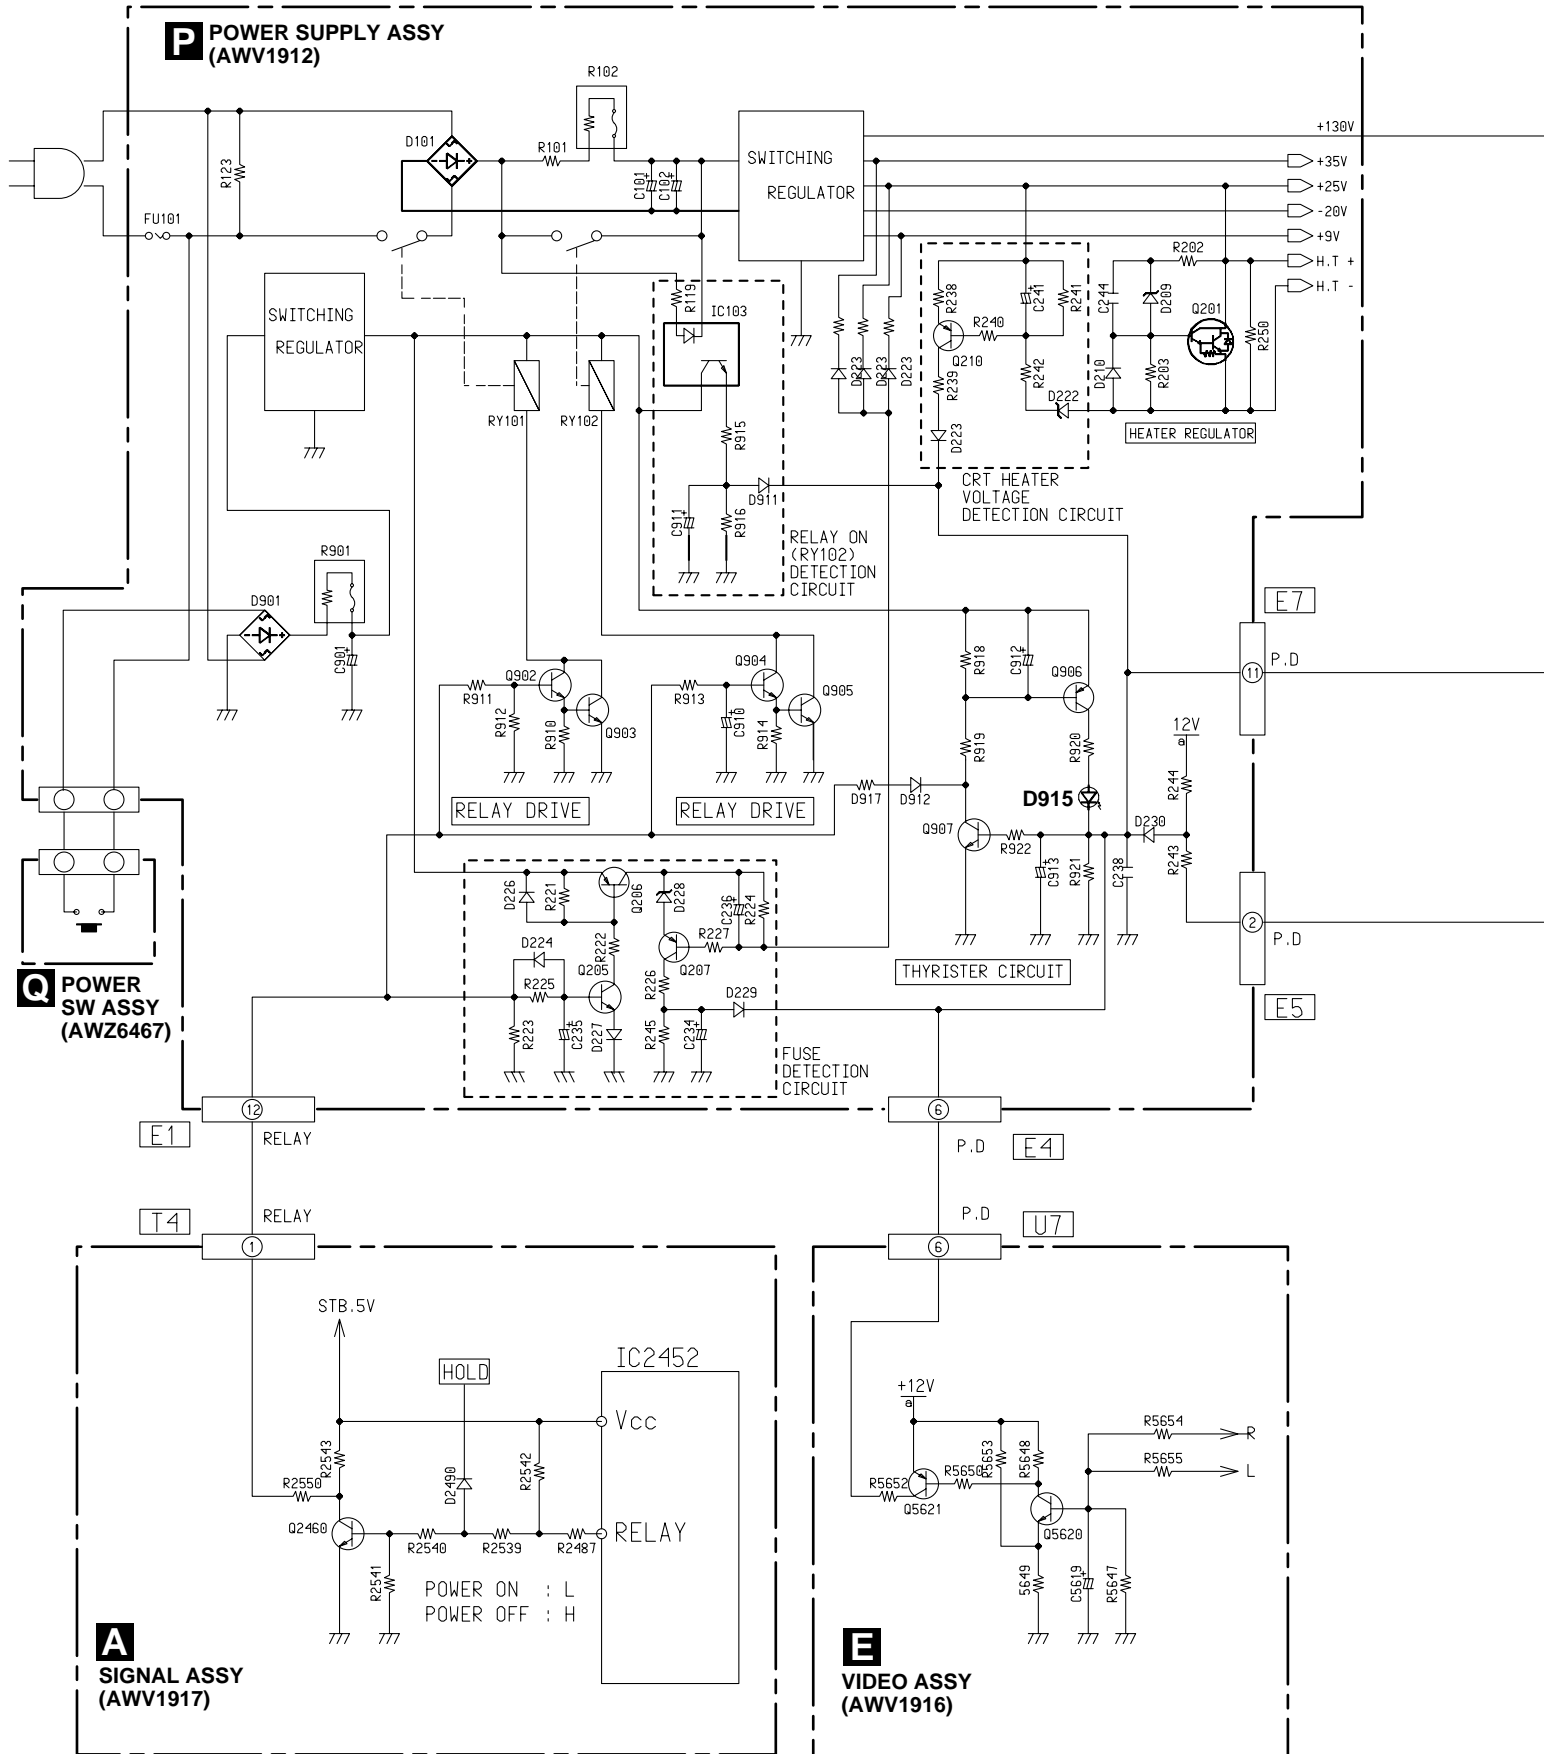 P POWER SUPPLY ASSY
(AWV1912)
R102
D101
R101
R123
C101
C102
SWITCHING
REGULATOR
+130V
+35V
+25V
-20V
+9V
H.T +
H.T -
FU101
SWITCHING
REGULATOR
R119
IC103
RY101
RY102
R238
C241
R241
R240
Q210
R239
R242
D222
D223
D223
D223
D223
C244
D209
R202
Q201
R250
D210
R203
HEATER REGULATOR
R915
D911
C911
R916
CRT HEATER
VOLTAGE
DETECTION CIRCUIT
RELAY ON
(RY102)
DETECTION
CIRCUIT
R901
D901
C901
E7
11
P.D
Q902
R911
R912
R910
Q903
Q904
R913
C910
R914
Q905
R918
C912
Q906
R919
R920
12V
a
R244
D915
RELAY DRIVE
RELAY DRIVE
D917
D912
Q907
R922
C913
R921
C238
D230
R243
2
P.D
E5
D226
R221
Q206
D228
C236
R224
R222
R227
Q207
D224
Q205
R225
R226
D229
R223
C235
D227
R245
C234
THYRISTER CIRCUIT
FUSE
DETECTION
CIRCUIT
Q POWER
SW ASSY
(AWZ6467)
12
E1
RELAY
6
P.D
E4
T4
RELAY
1
P.D
U7
6
STB.5V
HOLD
IC2452
Vcc
R2543
R2550
D2490
R2542
Q2460
R2540
R2539
R2487
RELAY
R2541
POWER ON : L
POWER OFF : H
A
SIGNAL ASSY
(AWV1917)
+12V
a
R5654
R
R5655
L
R5653
R5648
R5652
R5650
Q5621
Q5620
5649
C5619
R5647
E
VIDEO ASSY
(AWV1916)